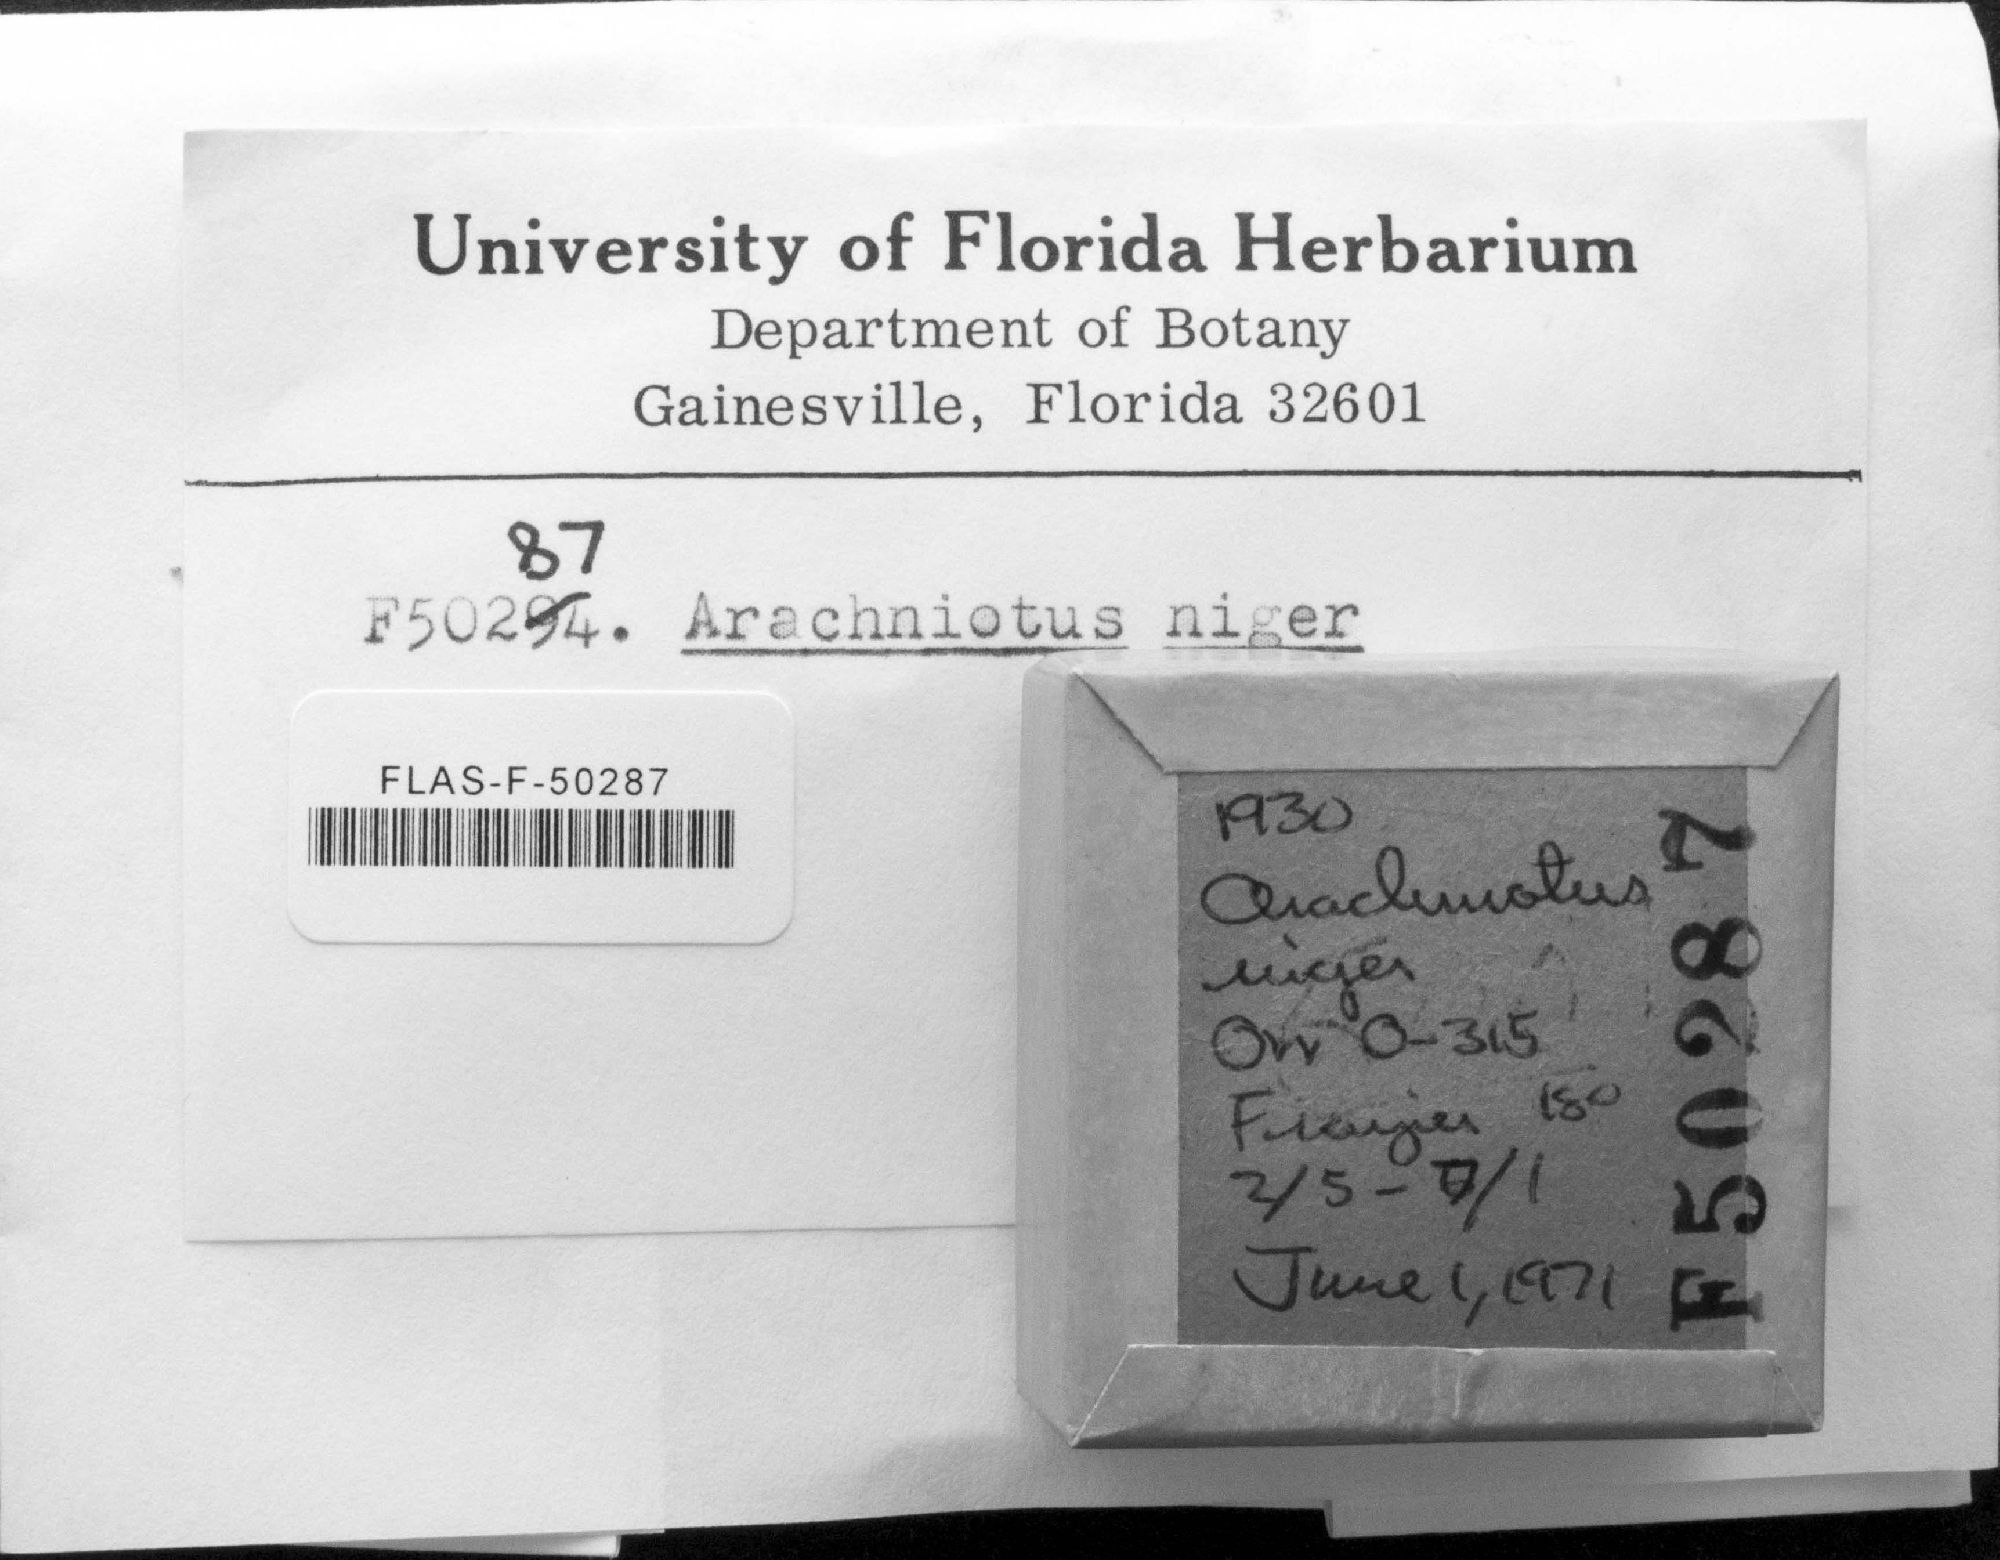 University of Florida Herbarium
Department of Botany
Gainesville, Florida 32601
87
F50294. Arachniotus niger
FLAS-F-50287
1930
Arachniotus
niger
Orr O-315
180
2/5 - 7/1
June 1, 1971
F50287